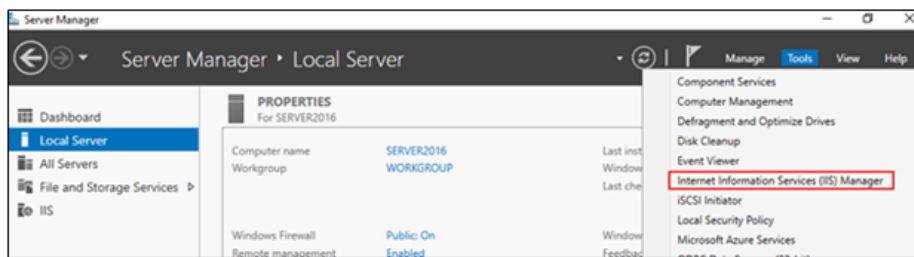 Server Manager
Server Manager • Local Server
Manage Tools View Help
Dashboard
Local Server
All Servers
File and Storage Services
IIS
PROPERTIES
For SERVER2016
Computer name SERVER2016
Workgroup WORKGROUP
Windows Firewall Public: On
Remote management Enabled
Last inst
Window
Last che
Window
Feedbac
Component Services
Computer Management
Defragment and Optimize Drives
Disk Cleanup
Event Viewer
Internet Information Services (IIS) Manager
iSCSI Initiator
Local Security Policy
Microsoft Azure Services